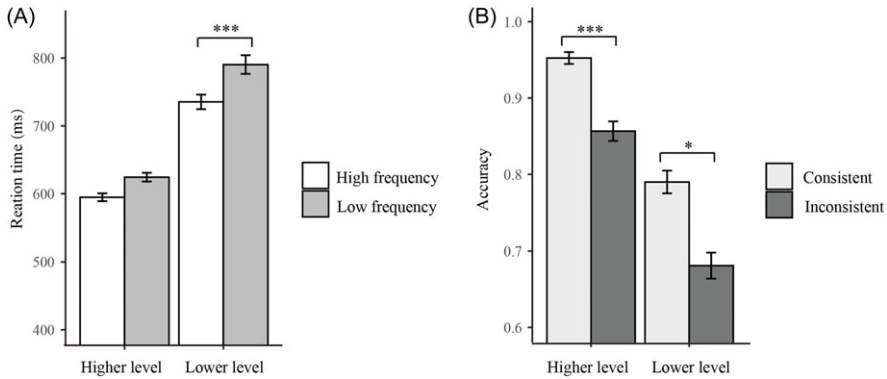 (A)
***
800
700
600
500
400
Reation time (ms)
Higher level
Lower level
High frequency
Low frequency
(B)
***
*
1.0
0.9
0.8
0.7
0.6
Accuracy
Higher level
Lower level
Consistent
Inconsistent